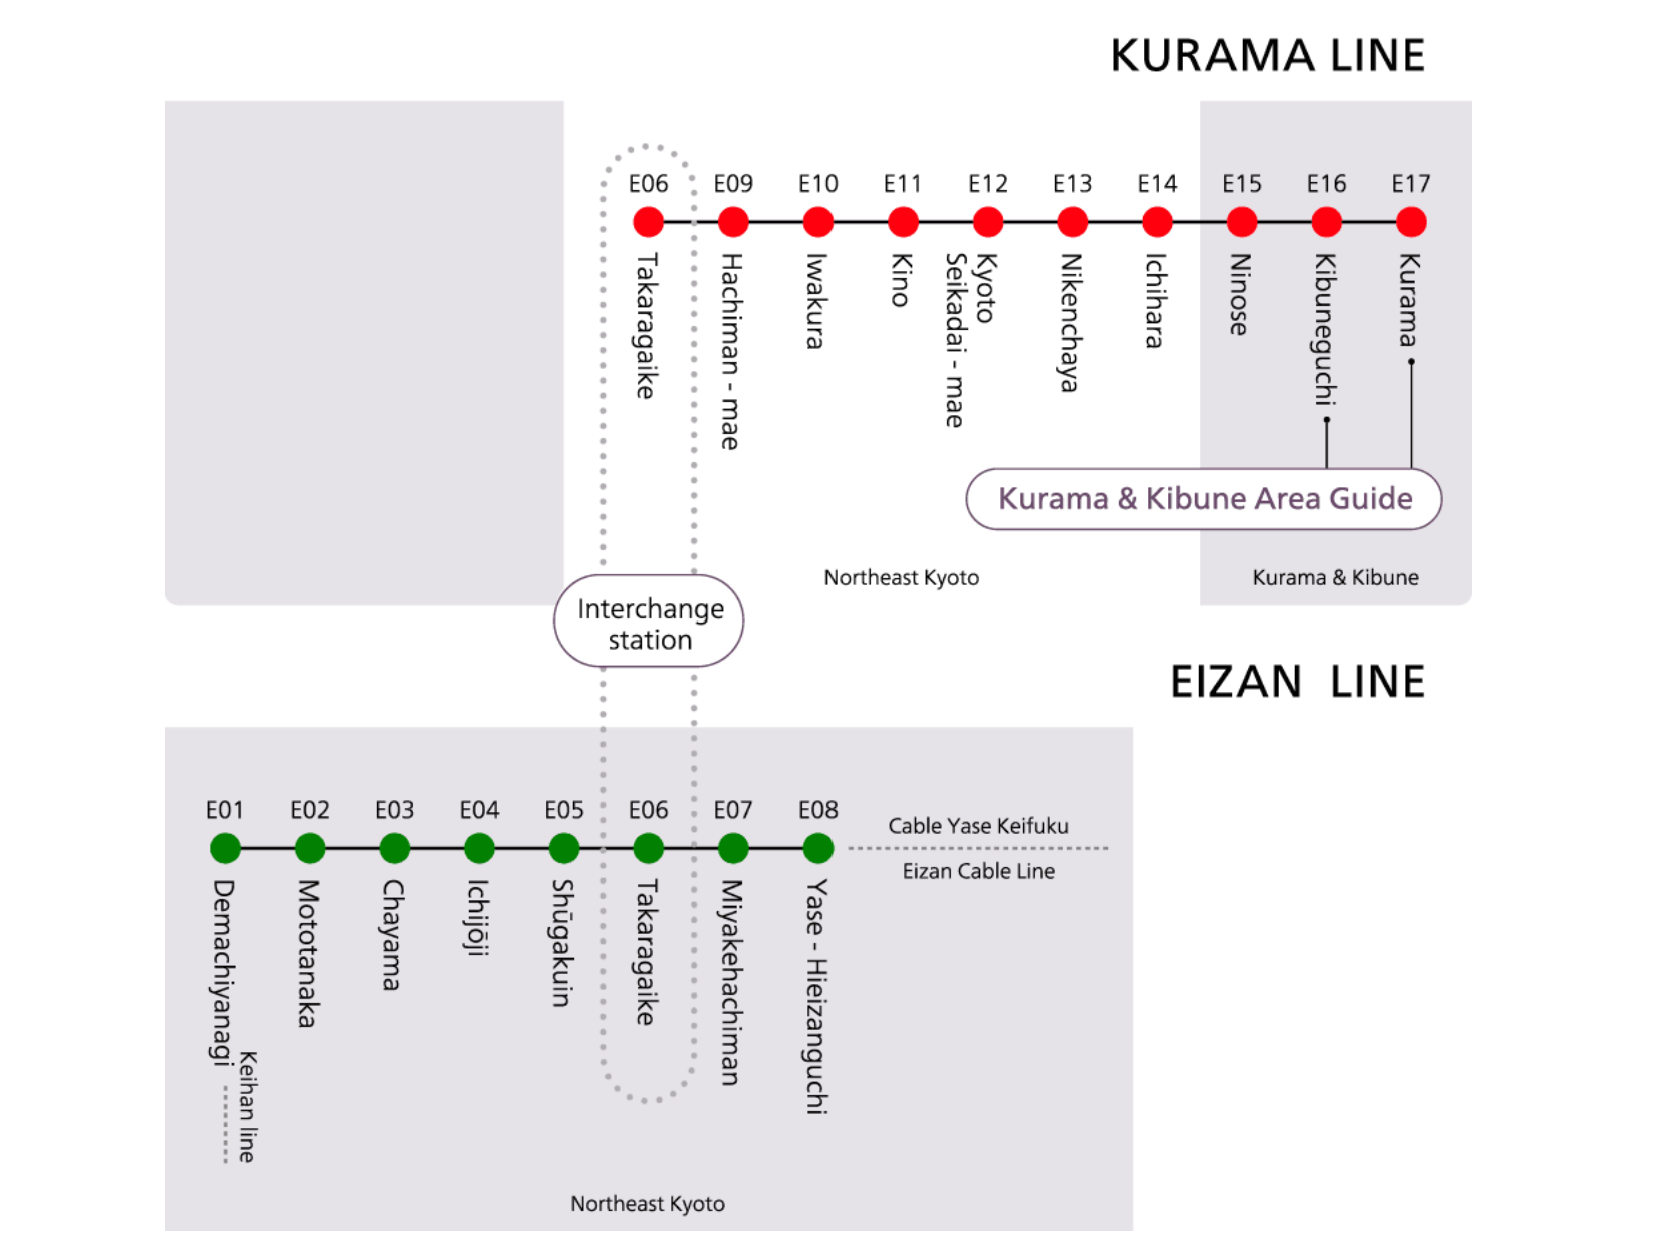 KURAMA LINE
E06
E09
E10
E11
E12
E13
E14
E15
E16
E17
Takaragaike
Hachiman - mae
Iwakura
Kino
Kyoto
Seikadai - mae
Nikenchaya
Ichihara
Ninose
Kibuneguchi
Kurama
Kurama & Kibune Area Guide
Northeast Kyoto
Kurama & Kibune
Interchange
station
EIZAN LINE
E01
E02
E03
E04
E05
E06
E07
E08
Cable Yase Keifuku
Eizan Cable Line
Demachiyanagi
Mototanaka
Chayama
Ichijōji
Shūgakuin
Takaragaike
Miyakehachiman
Yase - Hieizanguchi
Keihan line
Northeast Kyoto